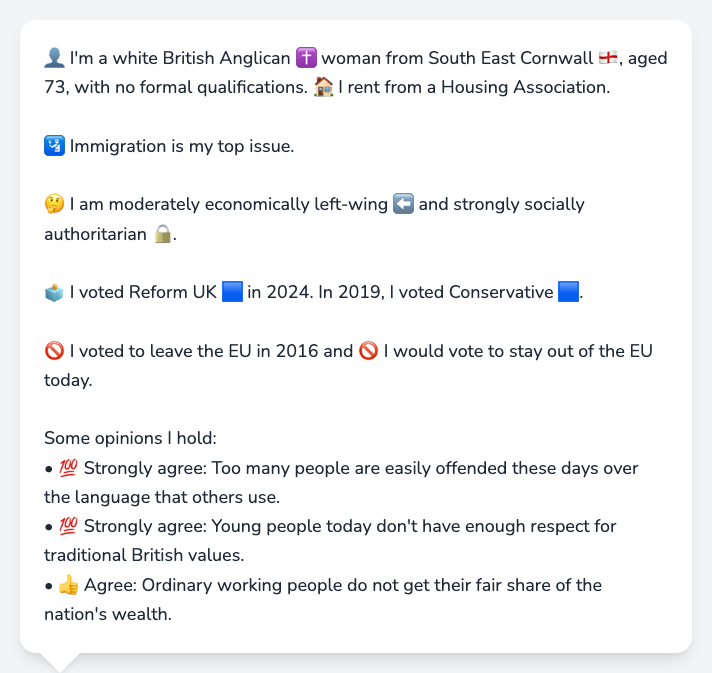 👤 I'm a white British Anglican ✝️ woman from South East Cornwall 🏴󠁧󠁢󠁥󠁮󠁧󠁿, aged
73, with no formal qualifications. 🏠 I rent from a Housing Association.
🛂 Immigration is my top issue.
🤔 I am moderately economically left-wing ⬅️ and strongly socially
authoritarian 🔒.
🗳️ I voted Reform UK 🟦 in 2024. In 2019, I voted Conservative 🟦.
🚫 I voted to leave the EU in 2016 and 🚫 I would vote to stay out of the EU
today.
Some opinions I hold:
• 💯 Strongly agree: Too many people are easily offended these days over
the language that others use.
• 💯 Strongly agree: Young people today don't have enough respect for
traditional British values.
• 👍 Agree: Ordinary working people do not get their fair share of the
nation's wealth.